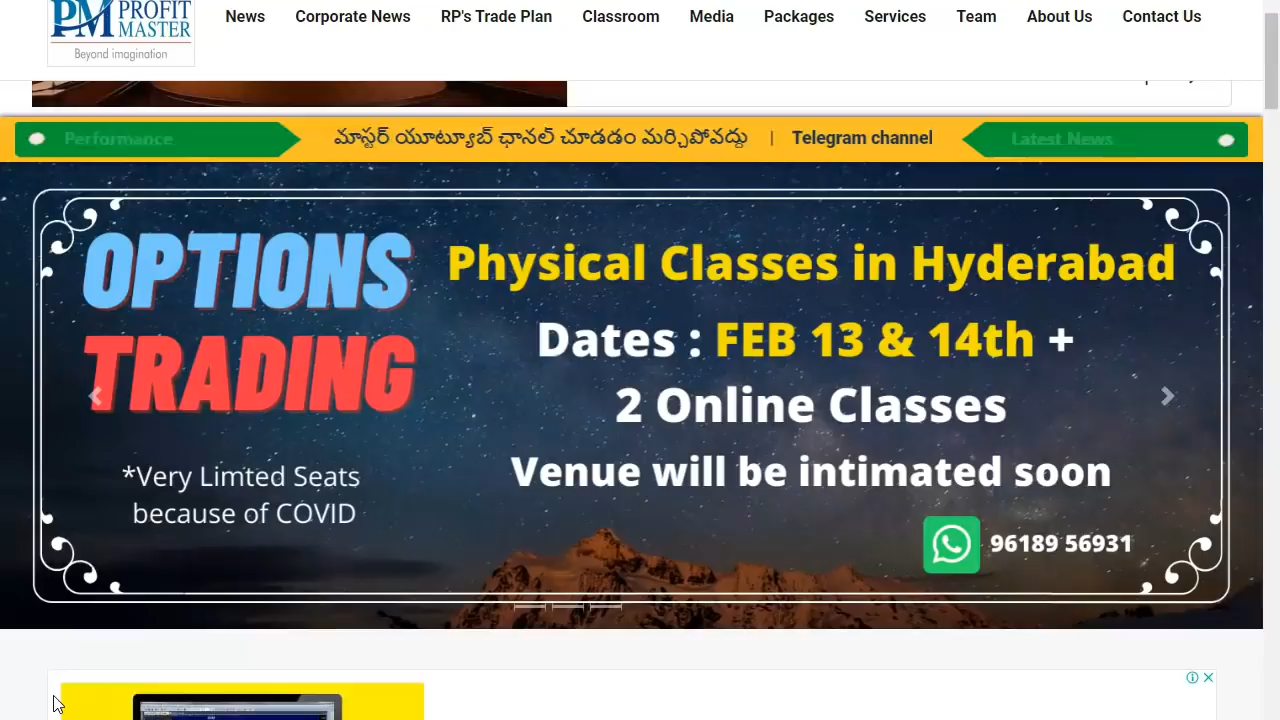 PM PROFIT MASTER
Beyond imagination
News Corporate News RP's Trade Plan Classroom Media Packages Services Team About Us Contact Us
Performance మాస్టర్ యూట్యూబ్ ఛానల్ చూడడం మర్చిపోవద్దు | Telegram channel Latest News
OPTIONS TRADING
*Very Limted Seats
because of COVID
Physical Classes in Hyderabad
Dates : FEB 13 & 14th +
2 Online Classes
Venue will be intimated soon
96189 56931